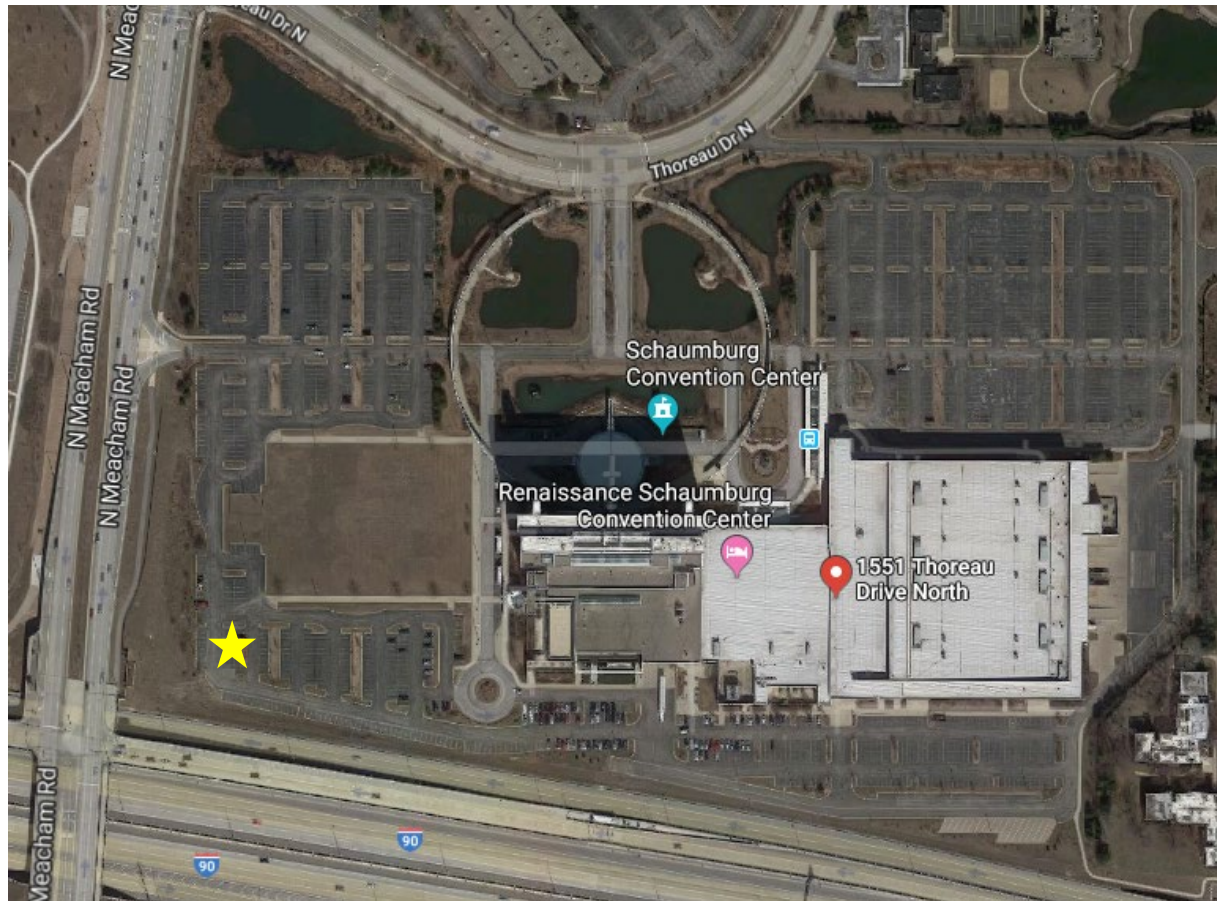 Thoreau Dr N
N Meacham
Thoreau Dr N
N Meacham Rd
N Meacham Rd
Schaumburg
Convention Center
Renaissance Schaumburg
Convention Center
1551 Thoreau
Drive North
90
90
Meacham Rd